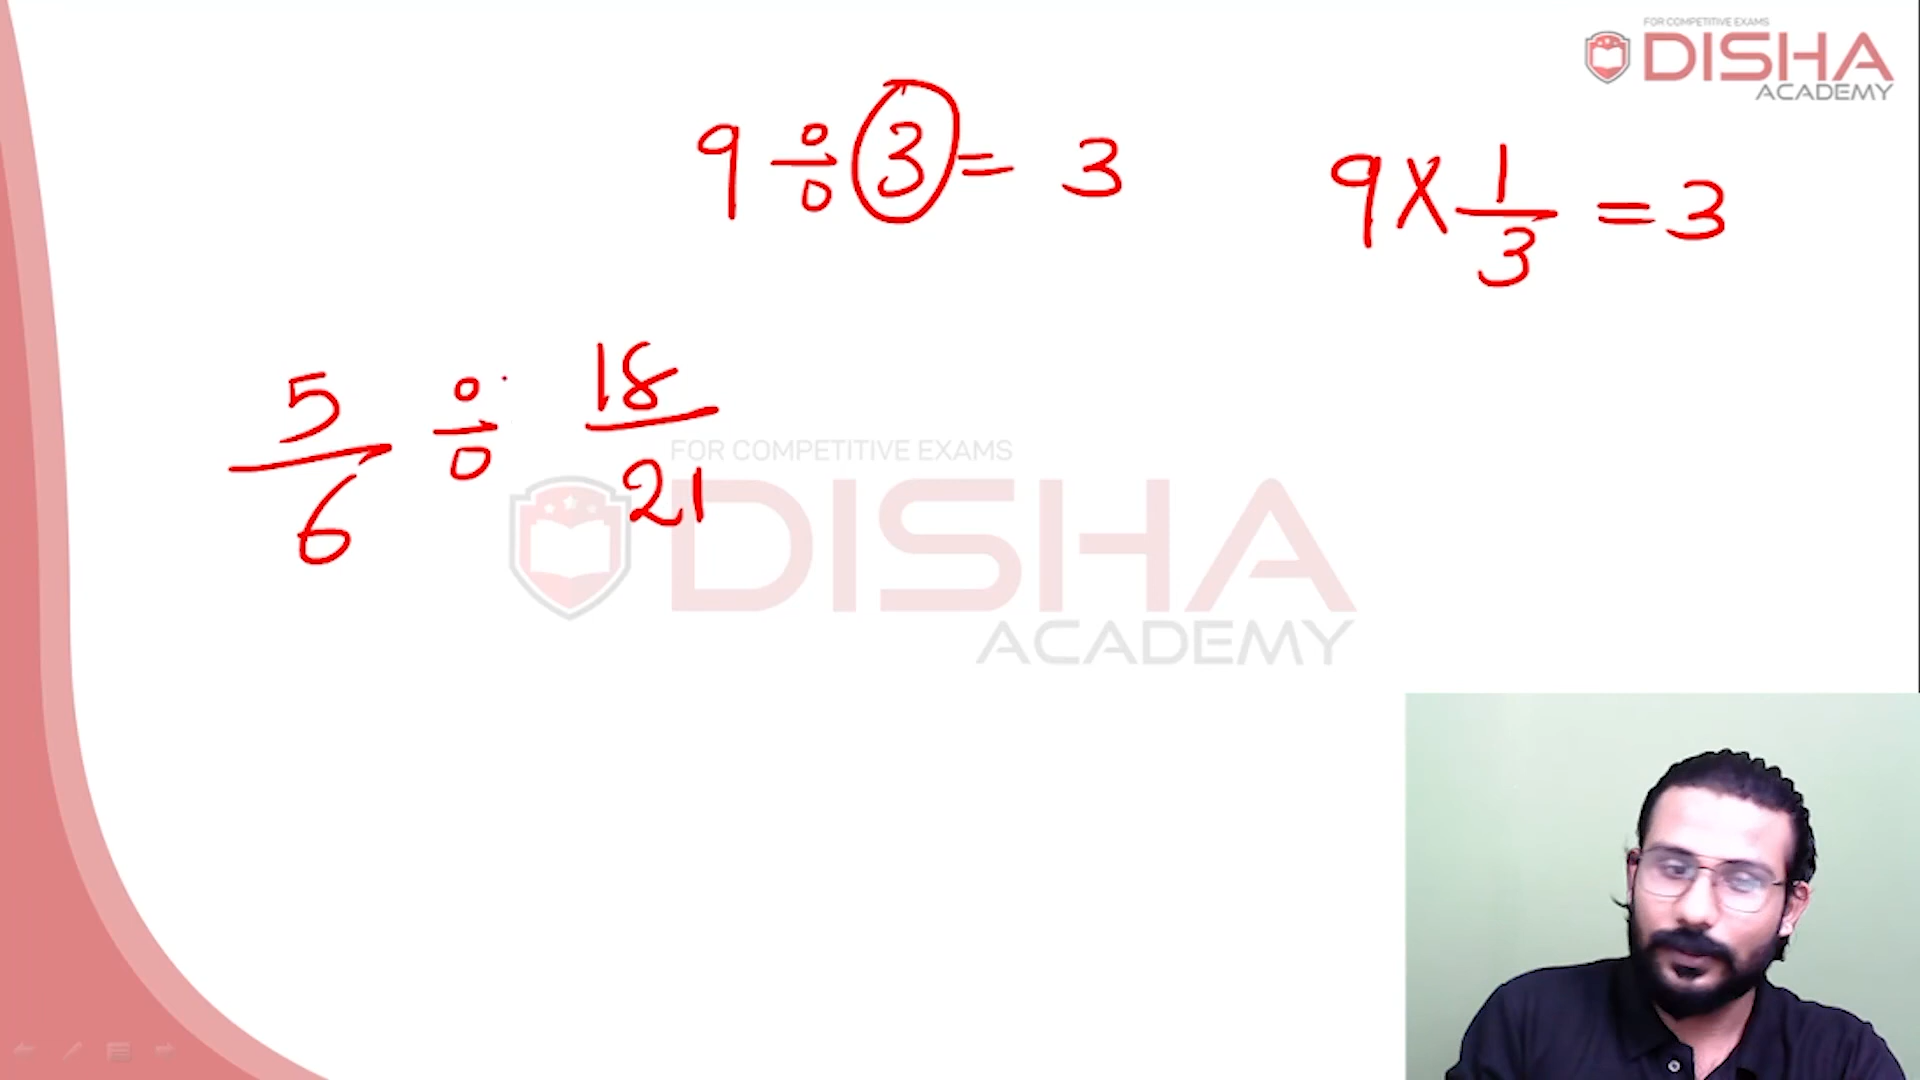 FOR COMPETITIVE EXAMS
DISHA
ACADEMY
9 ÷ 3 = 3
9 × 1/3 = 3
5/6 ÷ 18/21
FOR COMPETITIVE EXAMS
DISHA
ACADEMY